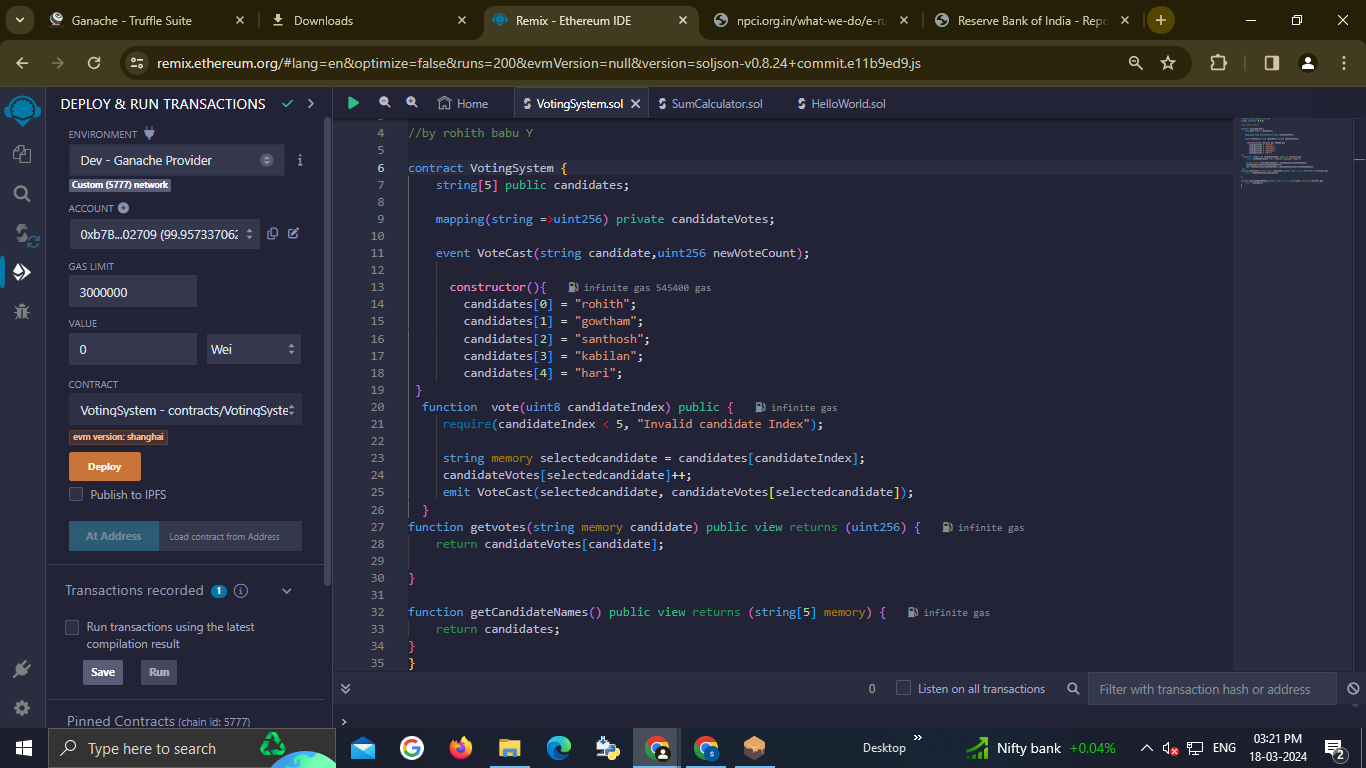 Ganache - Truffle Suite
Downloads
Remix - Ethereum IDE
npci.org.in/what-we-do/e-ru
Reserve Bank of India - Repo
remix.ethereum.org/#lang=en&optimize=false&runs=200&evmVersion=null&version=soljson-v0.8.24+commit.e11b9ed9.js
DEPLOY & RUN TRANSACTIONS
Home
VotingSystem.sol
SumCalculator.sol
HelloWorld.sol
ENVIRONMENT
Dev - Ganache Provider
i
Custom (5777) network
ACCOUNT
0xb7B...02709 (99.95733706
GAS LIMIT
3000000
VALUE
0
Wei
CONTRACT
VotingSystem - contracts/VotingSyste
evm version: shanghai
Deploy
Publish to IPFS
At Address
Load contract from Address
Transactions recorded 1 i
Run transactions using the latest
compilation result
Save
Run
Pinned Contracts (chain id: 5777)
4 //by rohith babu Y
5
6 contract VotingSystem {
7 string[5] public candidates;
8
9 mapping(string =>uint256) private candidateVotes;
10
11 event VoteCast(string candidate,uint256 newVoteCount);
12
13 constructor(){ infinite gas 545400 gas
14 candidates[0] = "rohith";
15 candidates[1] = "gowtham";
16 candidates[2] = "santhosh";
17 candidates[3] = "kabilan";
18 candidates[4] = "hari";
19 }
20 function vote(uint8 candidateIndex) public { infinite gas
21 require(candidateIndex < 5, "Invalid candidate Index");
22
23 string memory selectedcandidate = candidates[candidateIndex];
24 candidateVotes[selectedcandidate]++;
25 emit VoteCast(selectedcandidate, candidateVotes[selectedcandidate]);
26 }
27 function getvotes(string memory candidate) public view returns (uint256) { infinite gas
28 return candidateVotes[candidate];
29
30 }
31
32 function getCandidateNames() public view returns (string[5] memory) { infinite gas
33 return candidates;
34 }
35 }
0
Listen on all transactions
Filter with transaction hash or address
>
Type here to search
Desktop
Nifty bank +0.04%
ENG
03:21 PM
18-03-2024
2